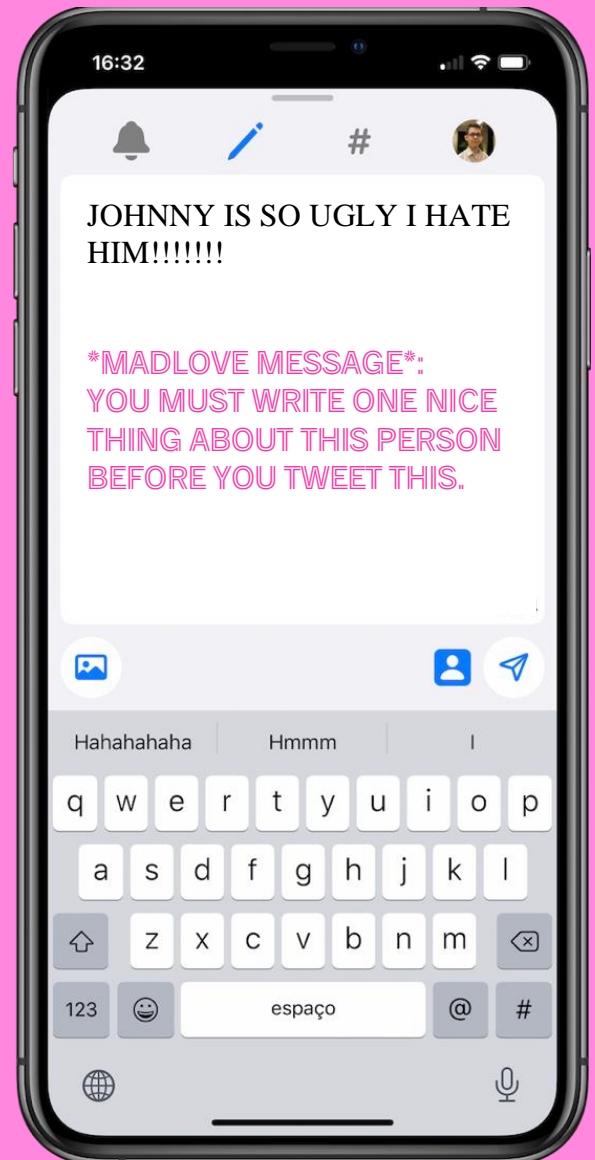 16:32
#
JOHNNY IS SO UGLY I HATE
HIM!!!!!!!
*MADLOVE MESSAGE*:
YOU MUST WRITE ONE NICE
THING ABOUT THIS PERSON
BEFORE YOU TWEET THIS.
Hahahahaha Hmmm I
q w e r t y u i o p
a s d f g h j k l
z x c v b n m
123 espaço @ #